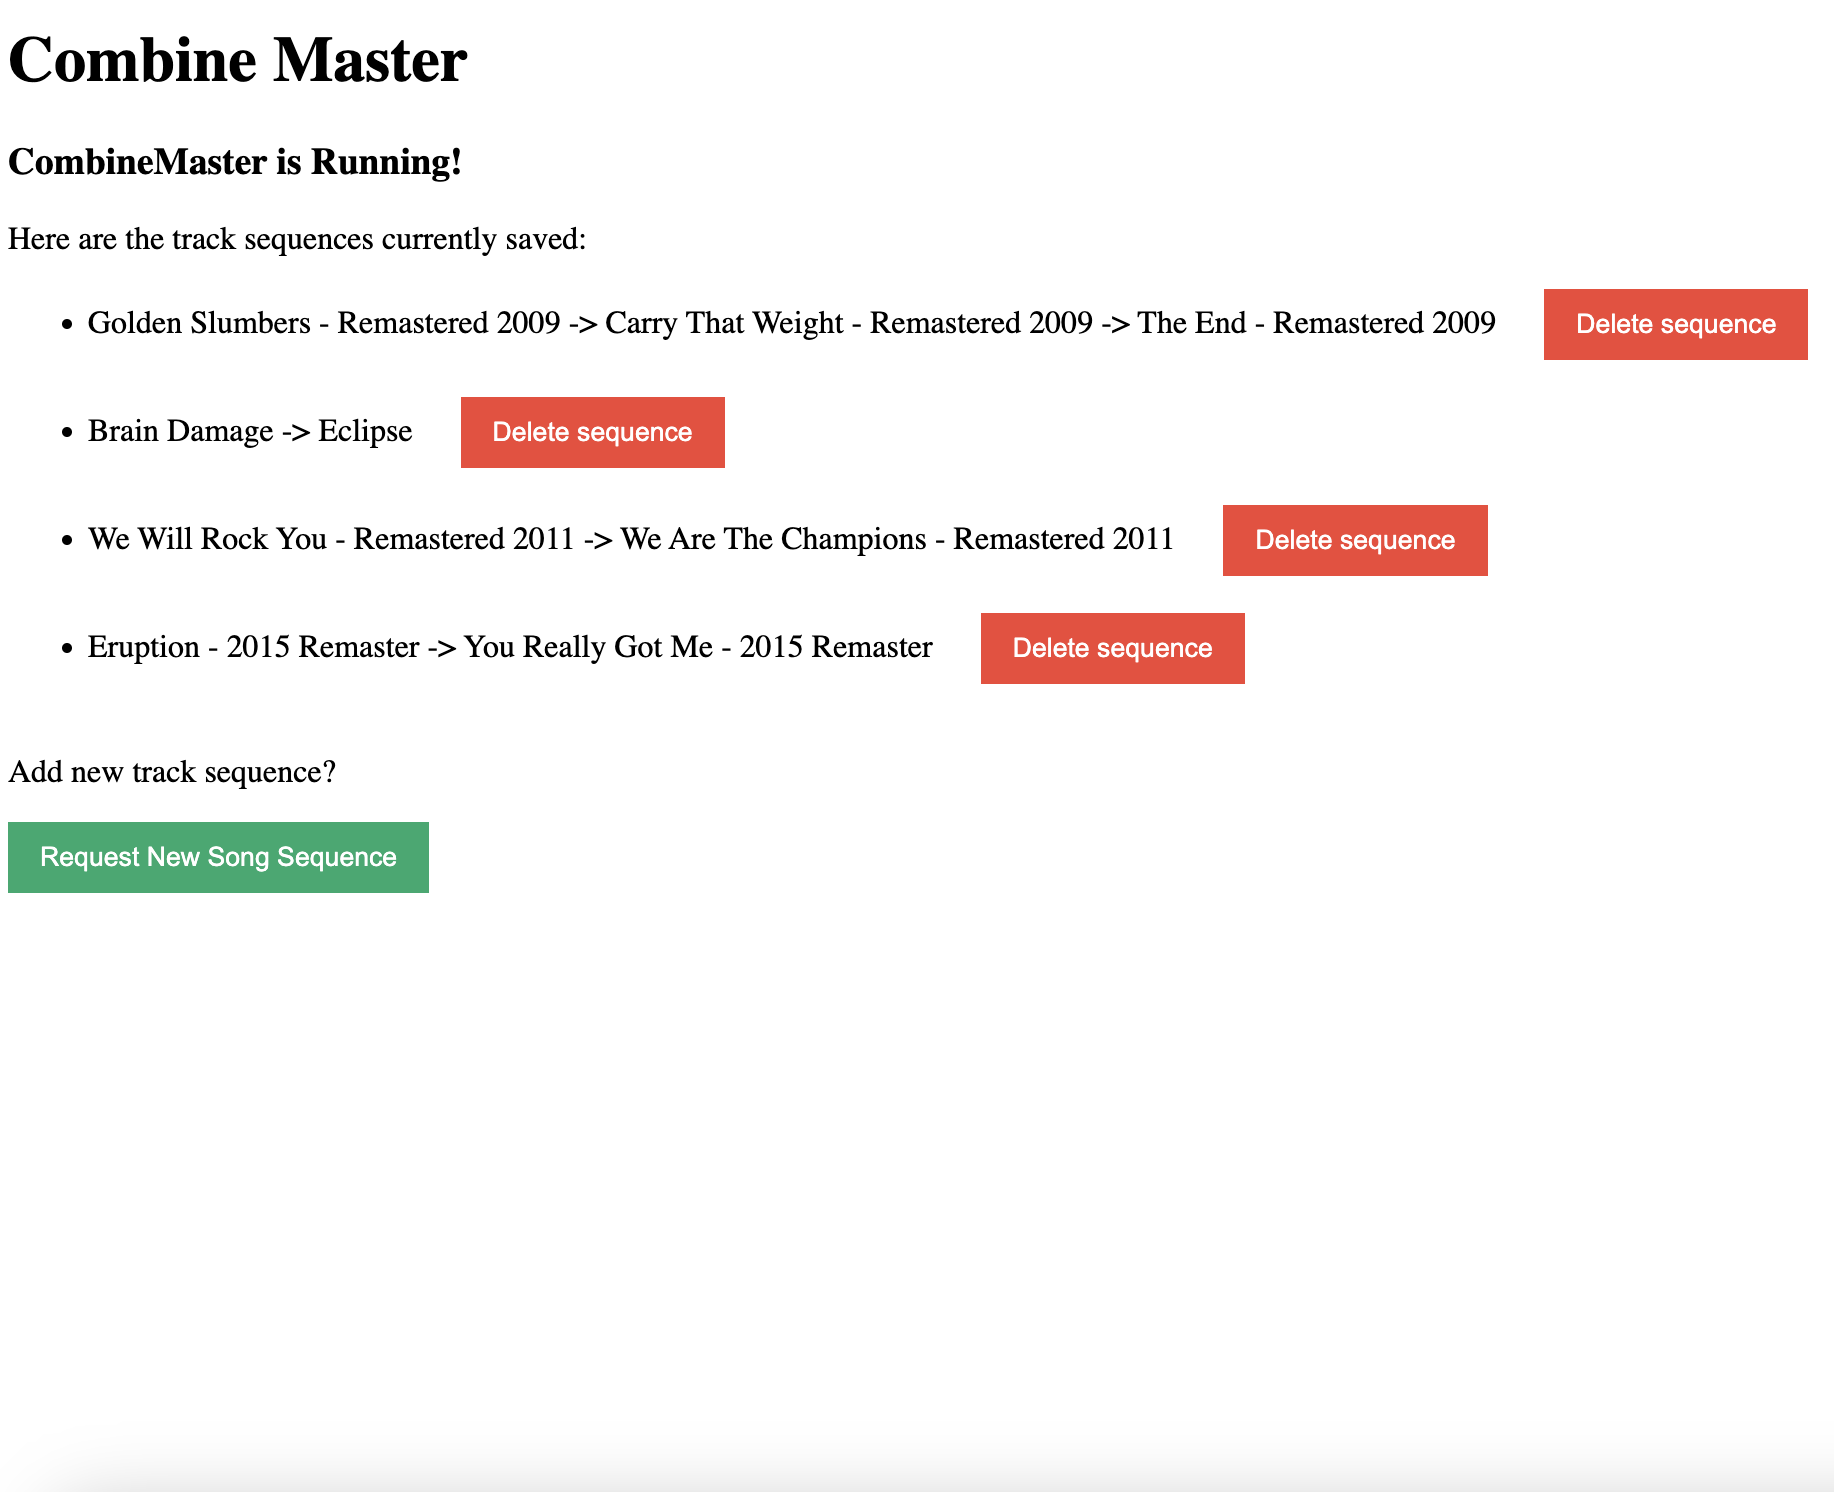 Combine Master
CombineMaster is Running!
Here are the track sequences currently saved:
Golden Slumbers - Remastered 2009 -> Carry That Weight - Remastered 2009 -> The End - Remastered 2009 Delete sequence
Brain Damage -> Eclipse Delete sequence
We Will Rock You - Remastered 2011 -> We Are The Champions - Remastered 2011 Delete sequence
Eruption - 2015 Remaster -> You Really Got Me - 2015 Remaster Delete sequence
Add new track sequence?
Request New Song Sequence